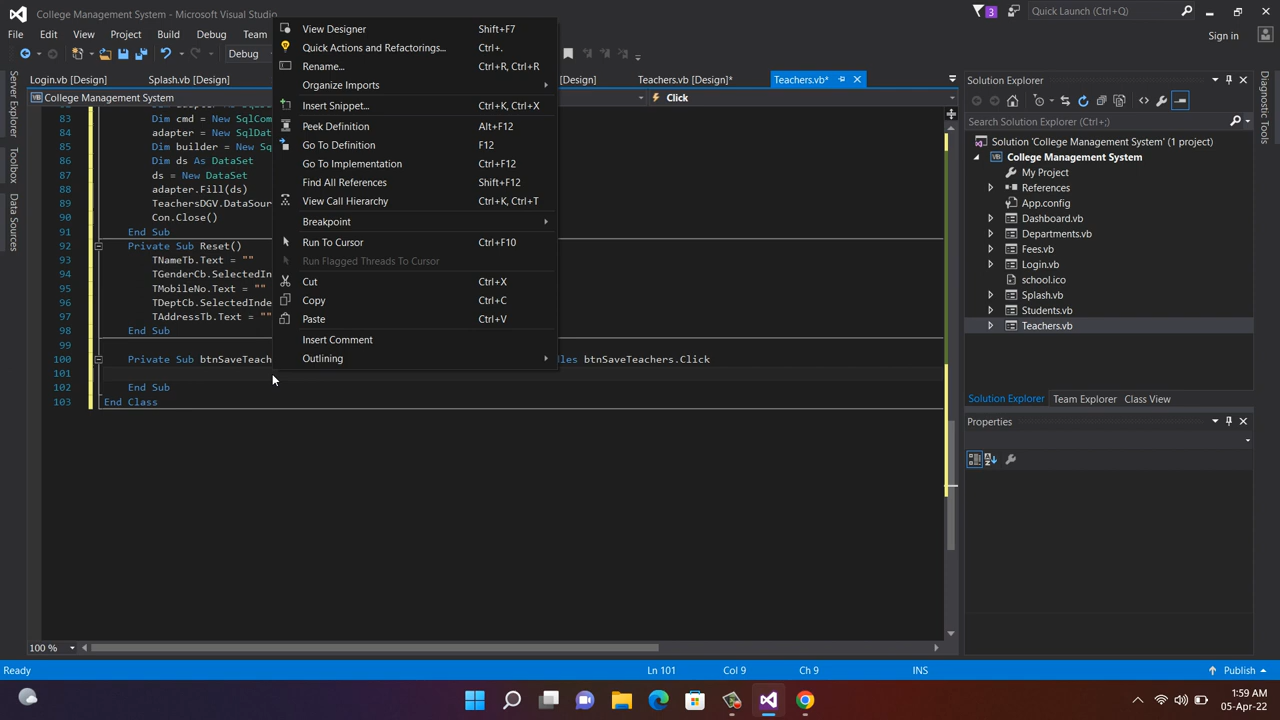 College Management System - Microsoft Visual Studio
3
Quick Launch (Ctrl+Q)
File Edit View Project Build Debug Team
Sign in
Debug
Login.vb [Design] Splash.vb [Design] [Design] Teachers.vb [Design]* Teachers.vb*
College Management System Click
View Designer Shift+F7
Quick Actions and Refactorings... Ctrl+.
Rename... Ctrl+R, Ctrl+R
Organize Imports
Insert Snippet... Ctrl+K, Ctrl+X
Peek Definition Alt+F12
Go To Definition F12
Go To Implementation Ctrl+F12
Find All References Shift+F12
View Call Hierarchy Ctrl+K, Ctrl+T
Breakpoint
Run To Cursor Ctrl+F10
Run Flagged Threads To Cursor
Cut Ctrl+X
Copy Ctrl+C
Paste Ctrl+V
Insert Comment
Outlining
83 Dim cmd = New SqlCom
84 adapter = New SqlDat
85 Dim builder = New Sq
86 Dim ds As DataSet
87 ds = New DataSet
88 adapter.Fill(ds)
89 TeachersDGV.DataSour
90 Con.Close()
91 End Sub
92 Private Sub Reset()
93 TNameTb.Text = ""
94 TGenderCb.SelectedIn
95 TMobileNo.Text = ""
96 TDeptCb.SelectedInde
97 TAddressTb.Text = ""
98 End Sub
99
100 Private Sub btnSaveTeach les btnSaveTeachers.Click
101
102 End Sub
103 End Class
Server Explorer
Toolbox
Data Sources
Solution Explorer
Search Solution Explorer (Ctrl+;)
Solution 'College Management System' (1 project)
College Management System
My Project
References
App.config
Dashboard.vb
Departments.vb
Fees.vb
Login.vb
school.ico
Splash.vb
Students.vb
Teachers.vb
Solution Explorer Team Explorer Class View
Properties
Diagnostic Tools
100 %
Ready Ln 101 Col 9 Ch 9 INS Publish
1:59 AM
05-Apr-22